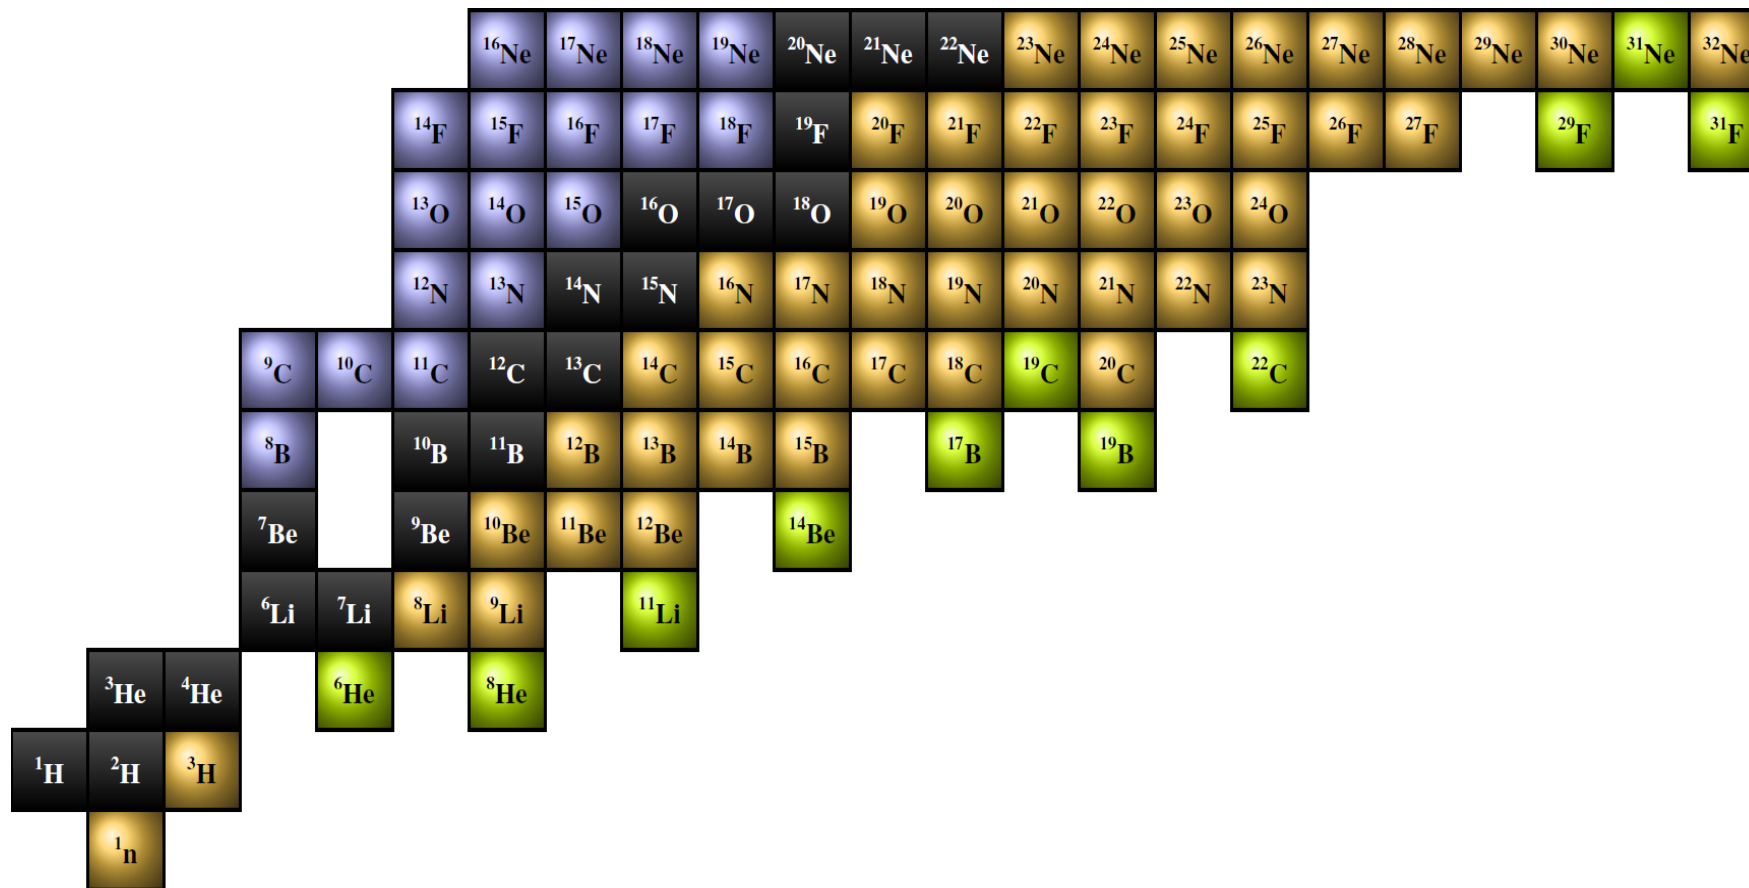 ¹⁶Ne ¹⁷Ne ¹⁸Ne ¹⁹Ne ²⁰Ne ²¹Ne ²²Ne ²³Ne ²⁴Ne ²⁵Ne ²⁶Ne ²⁷Ne ²⁸Ne ²⁹Ne ³⁰Ne ³¹Ne ³²Ne
¹⁴F ¹⁵F ¹⁶F ¹⁷F ¹⁸F ¹⁹F ²⁰F ²¹F ²²F ²³F ²⁴F ²⁵F ²⁶F ²⁷F ²⁹F ³¹F
¹³O ¹⁴O ¹⁵O ¹⁶O ¹⁷O ¹⁸O ¹⁹O ²⁰O ²¹O ²²O ²³O ²⁴O
¹²N ¹³N ¹⁴N ¹⁵N ¹⁶N ¹⁷N ¹⁸N ¹⁹N ²⁰N ²¹N ²²N ²³N
⁹C ¹⁰C ¹¹C ¹²C ¹³C ¹⁴C ¹⁵C ¹⁶C ¹⁷C ¹⁸C ¹⁹C ²⁰C ²²C
⁸B ¹⁰B ¹¹B ¹²B ¹³B ¹⁴B ¹⁵B ¹⁷B ¹⁹B
⁷Be ⁹Be ¹⁰Be ¹¹Be ¹²Be ¹⁴Be
⁶Li ⁷Li ⁸Li ⁹Li ¹¹Li
³He ⁴He ⁶He ⁸He
¹H ²H ³H
¹n